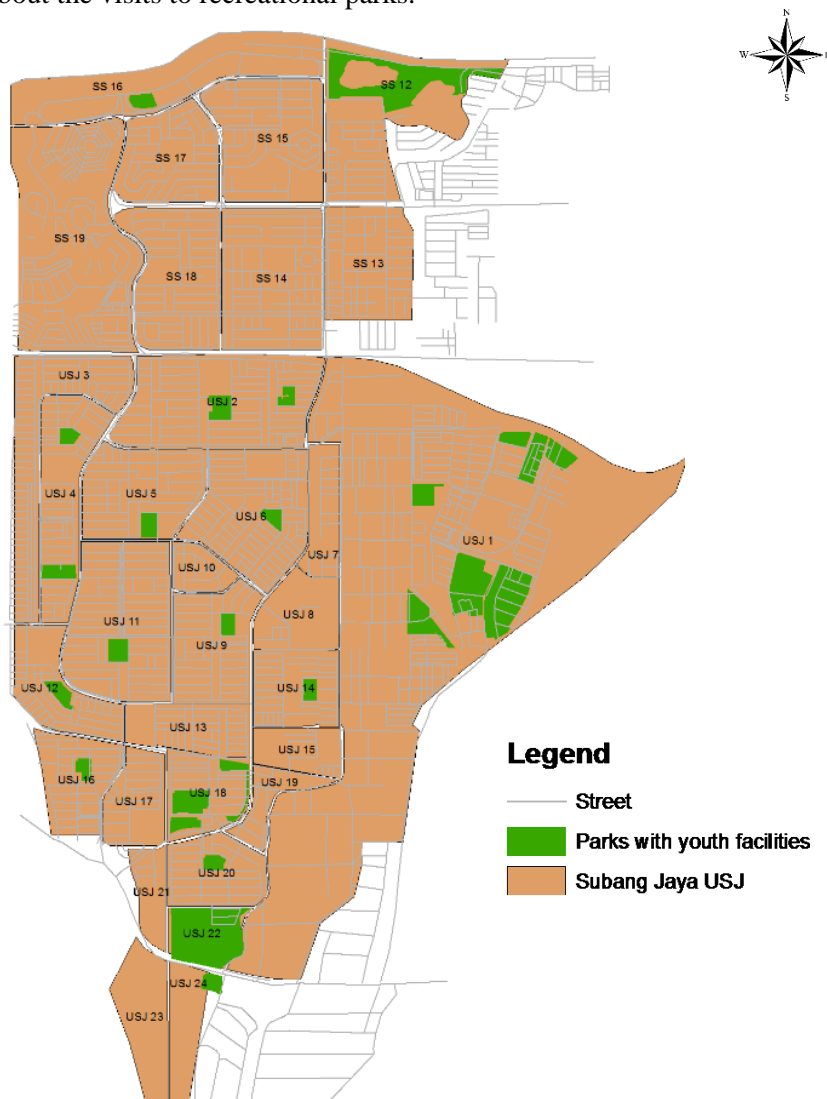 bout the visits to recreational parks.
N
W
S
SS 16
SS 12
SS 15
SS 17
SS 19
SS 18
SS 14
SS 13
USJ 3
USJ 2
USJ 4
USJ 5
USJ 6
USJ 1
USJ 7
USJ 10
USJ 8
USJ 11
USJ 9
USJ 12
USJ 14
USJ 13
USJ 15
USJ 16
USJ 17
USJ 18
USJ 19
USJ 20
USJ 21
USJ 22
USJ 24
USJ 23
Legend
Street
Parks with youth facilities
Subang Jaya USJ